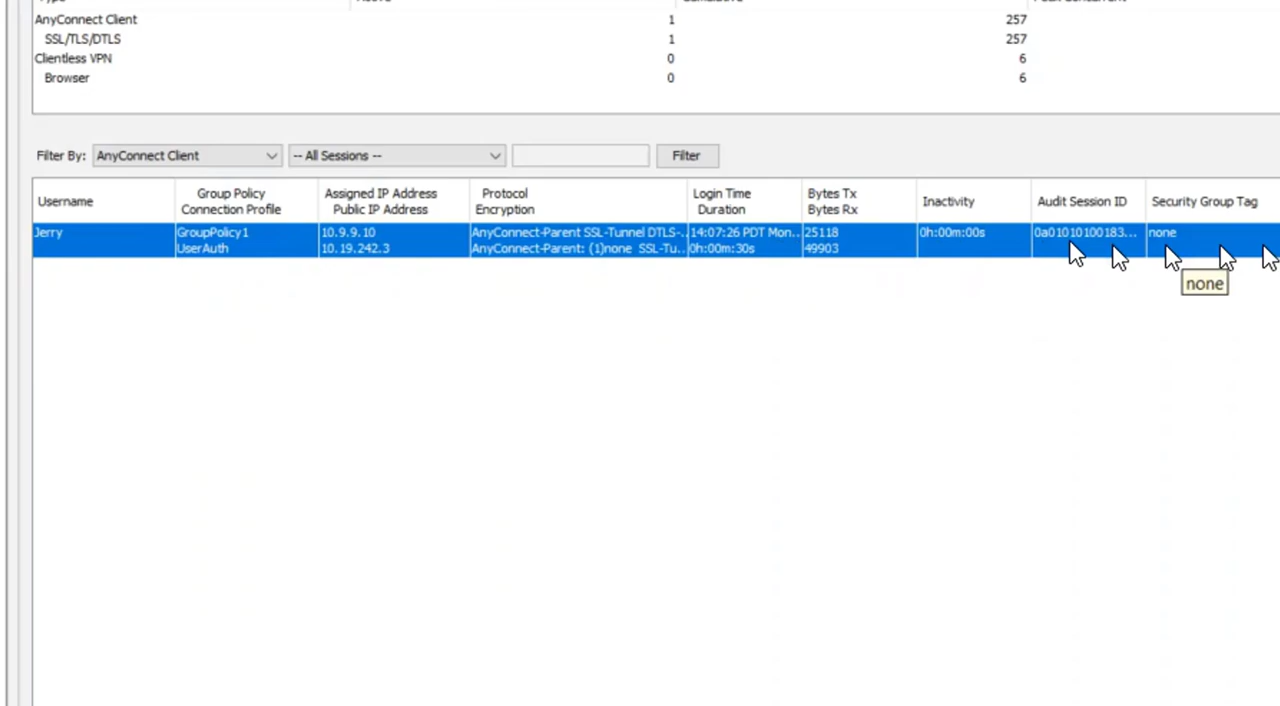 AnyConnect Client 1 257
SSL/TLS/DTLS 1 257
Clientless VPN 0 6
Browser 0 6
Filter By: AnyConnect Client -- All Sessions -- Filter
Username Group Policy Connection Profile Assigned IP Address Public IP Address Protocol Encryption Login Time Duration Bytes Tx Bytes Rx Inactivity Audit Session ID Security Group Tag
Jerry GroupPolicy1 10.9.9.10 AnyConnect-Parent SSL-Tunnel DTLS-... 14:07:26 PDT Mon... 25118 0h:00m:00s 0a01010100183... none
UserAuth 10.19.242.3 AnyConnect-Parent: (1)none SSL-Tu... 0h:00m:30s 49903
none